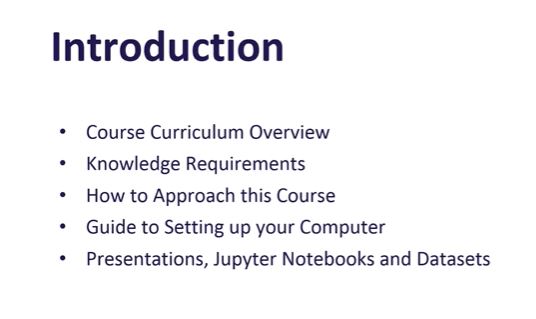 Introduction
• Course Curriculum Overview
• Knowledge Requirements
• How to Approach this Course
• Guide to Setting up your Computer
• Presentations, Jupyter Notebooks and Datasets